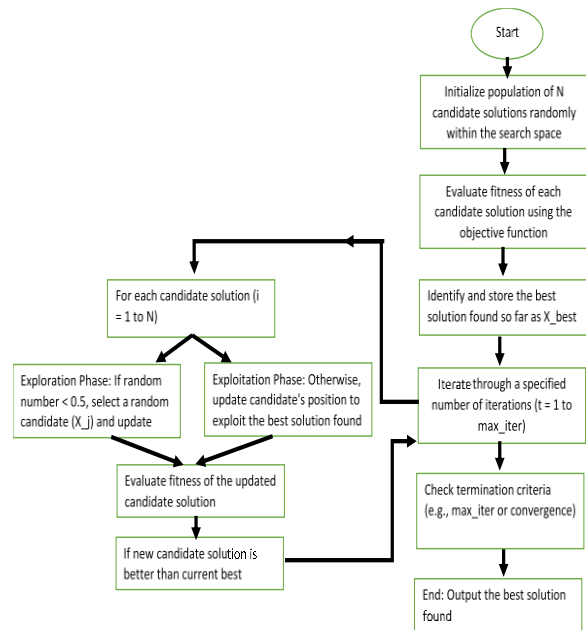 Start
Initialize population of N
candidate solutions randomly
within the search space
Evaluate fitness of each
candidate solution using the
objective function
Identify and store the best
solution found so far as X_best
Iterate through a specified
number of iterations (t = 1 to
max_iter)
For each candidate solution (i
= 1 to N)
Exploration Phase: If random
number < 0.5, select a random
candidate (X_j) and update
Exploitation Phase: Otherwise,
update candidate's position to
exploit the best solution found
Evaluate fitness of the updated
candidate solution
If new candidate solution is
better than current best
Check termination criteria
(e.g., max_iter or convergence)
End: Output the best solution
found